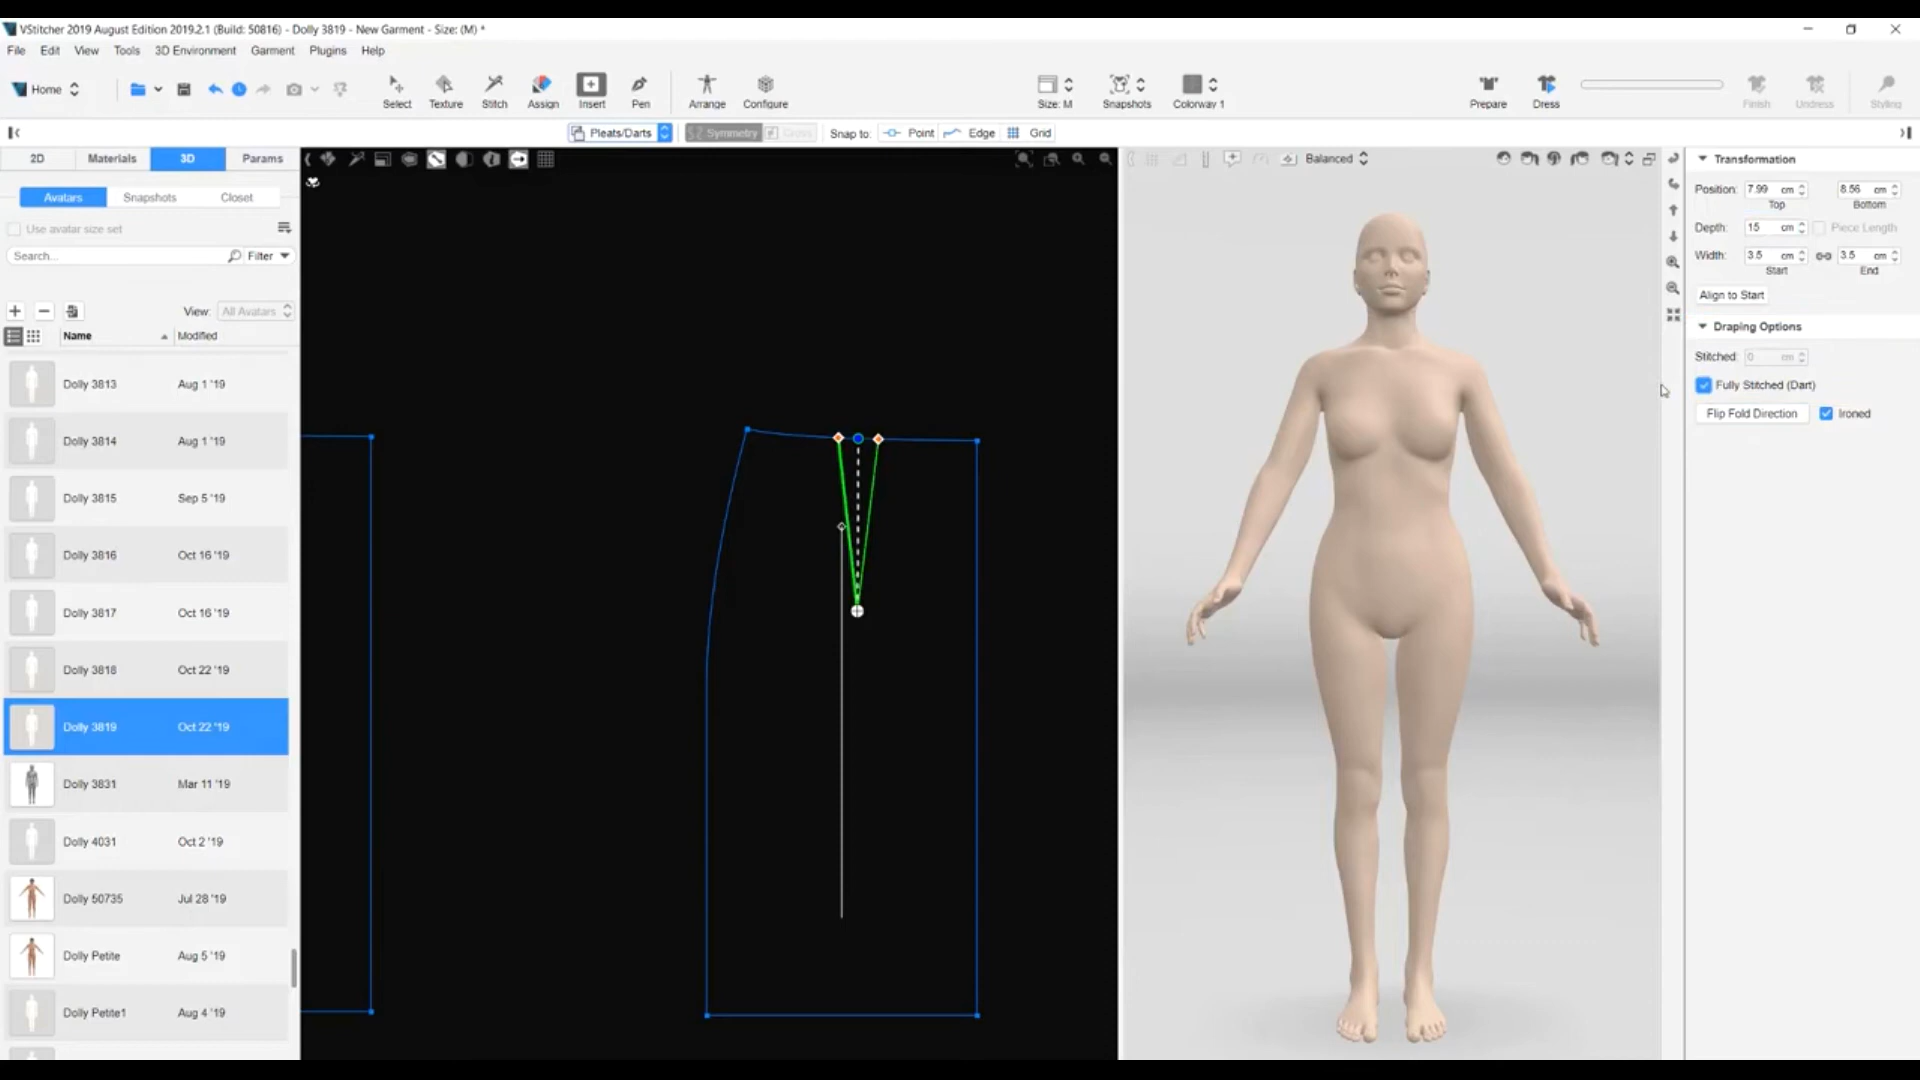 VStitcher 2019 August Edition 2019.2.1 (Build: 50816) - Dolly 3819 - New Garment - Size: (M) *
File Edit View Tools 3D Environment Garment Plugins Help
Home Select Texture Stitch Assign Insert Pen Arrange Configure Size: M Snapshots Colorway 1 Prepare Dress Finish Undress Styling
Pleats/Darts Symmetry Snap to: Point Edge Grid
2D Materials 3D Params
Balanced
Avatars Snapshots Closet
Use avatar size set
Search... Filter
View: All Avatars
Name Modified
Dolly 3813 Aug 1 '19
Dolly 3814 Aug 1 '19
Dolly 3815 Sep 5 '19
Dolly 3816 Oct 16 '19
Dolly 3817 Oct 16 '19
Dolly 3818 Oct 22 '19
Dolly 3819 Oct 22 '19
Dolly 3831 Mar 11 '19
Dolly 4031 Oct 2 '19
Dolly 50735 Jul 28 '19
Dolly Petite Aug 5 '19
Dolly Petite1 Aug 4 '19
Transformation
Position: 7.99 cm 8.56 cm
Top Bottom
Depth: 15 cm Piece Length
Width: 3.5 cm 3.5 cm
Start End
Align to Start
Draping Options
Stitched: 0 cm
Fully Stitched (Dart)
Flip Fold Direction Ironed